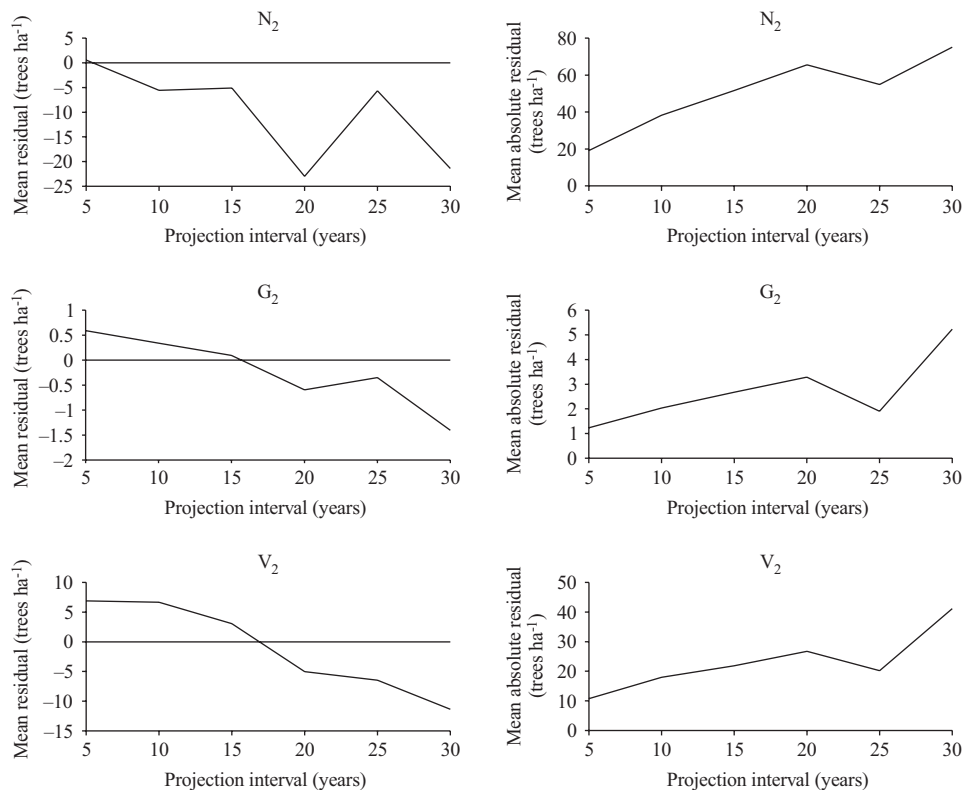 N₂
Mean residual (trees ha⁻¹)
5
0
–5
–10
–15
–20
–25
5 10 15 20 25 30
Projection interval (years)
N₂
Mean absolute residual
(trees ha⁻¹)
80
60
40
20
0
5 10 15 20 25 30
Projection interval (years)
G₂
Mean residual (trees ha⁻¹)
1
0.5
0
–0.5
–1
–1.5
–2
5 10 15 20 25 30
Projection interval (years)
G₂
Mean absolute residual
(trees ha⁻¹)
6
5
4
3
2
1
0
5 10 15 20 25 30
Projection interval (years)
V₂
Mean residual (trees ha⁻¹)
10
5
0
–5
–10
–15
5 10 15 20 25 30
Projection interval (years)
V₂
Mean absolute residual
(trees ha⁻¹)
50
40
30
20
10
0
5 10 15 20 25 30
Projection interval (years)